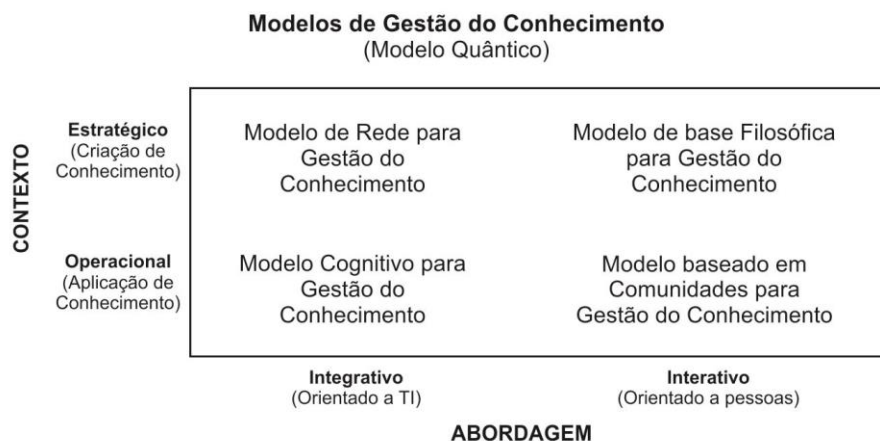 Modelos de Gestão do Conhecimento
(Modelo Quântico)
CONTEXTO
Estratégico
(Criação de
Conhecimento)
Modelo de Rede para
Gestão do
Conhecimento
Modelo de base Filosófica
para Gestão do
Conhecimento
Operacional
(Aplicação de
Conhecimento)
Modelo Cognitivo para
Gestão do
Conhecimento
Modelo baseado em
Comunidades para
Gestão do Conhecimento
Integrativo
(Orientado a TI)
Interativo
(Orientado a pessoas)
ABORDAGEM